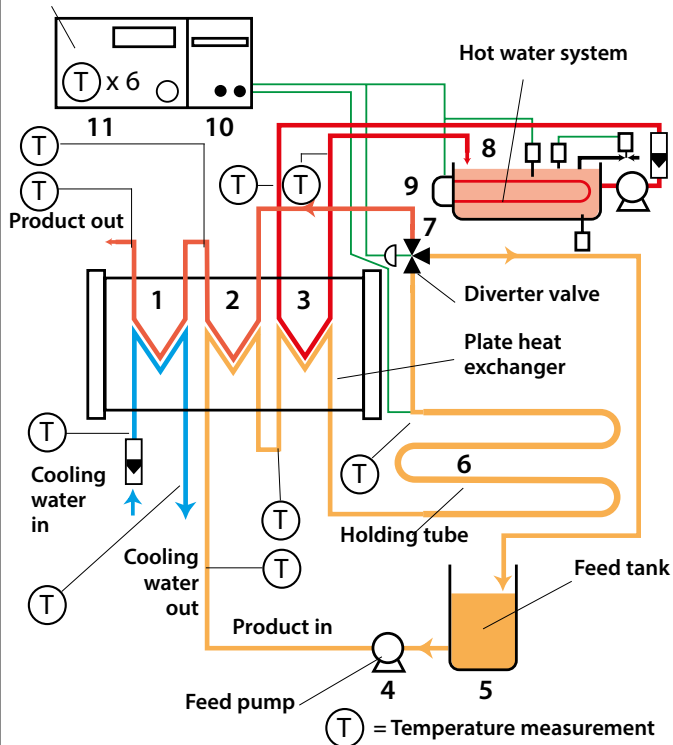 Hot water system
T x 6
11
10
T
8
9
T
T
T
Product out
7
1
2
3
Diverter valve
Plate heat
exchanger
T
Cooling
water
in
T
6
T
Holding tube
T
Cooling
water
out
T
Feed tank
Product in
Feed pump
4
5
T = Temperature measurement